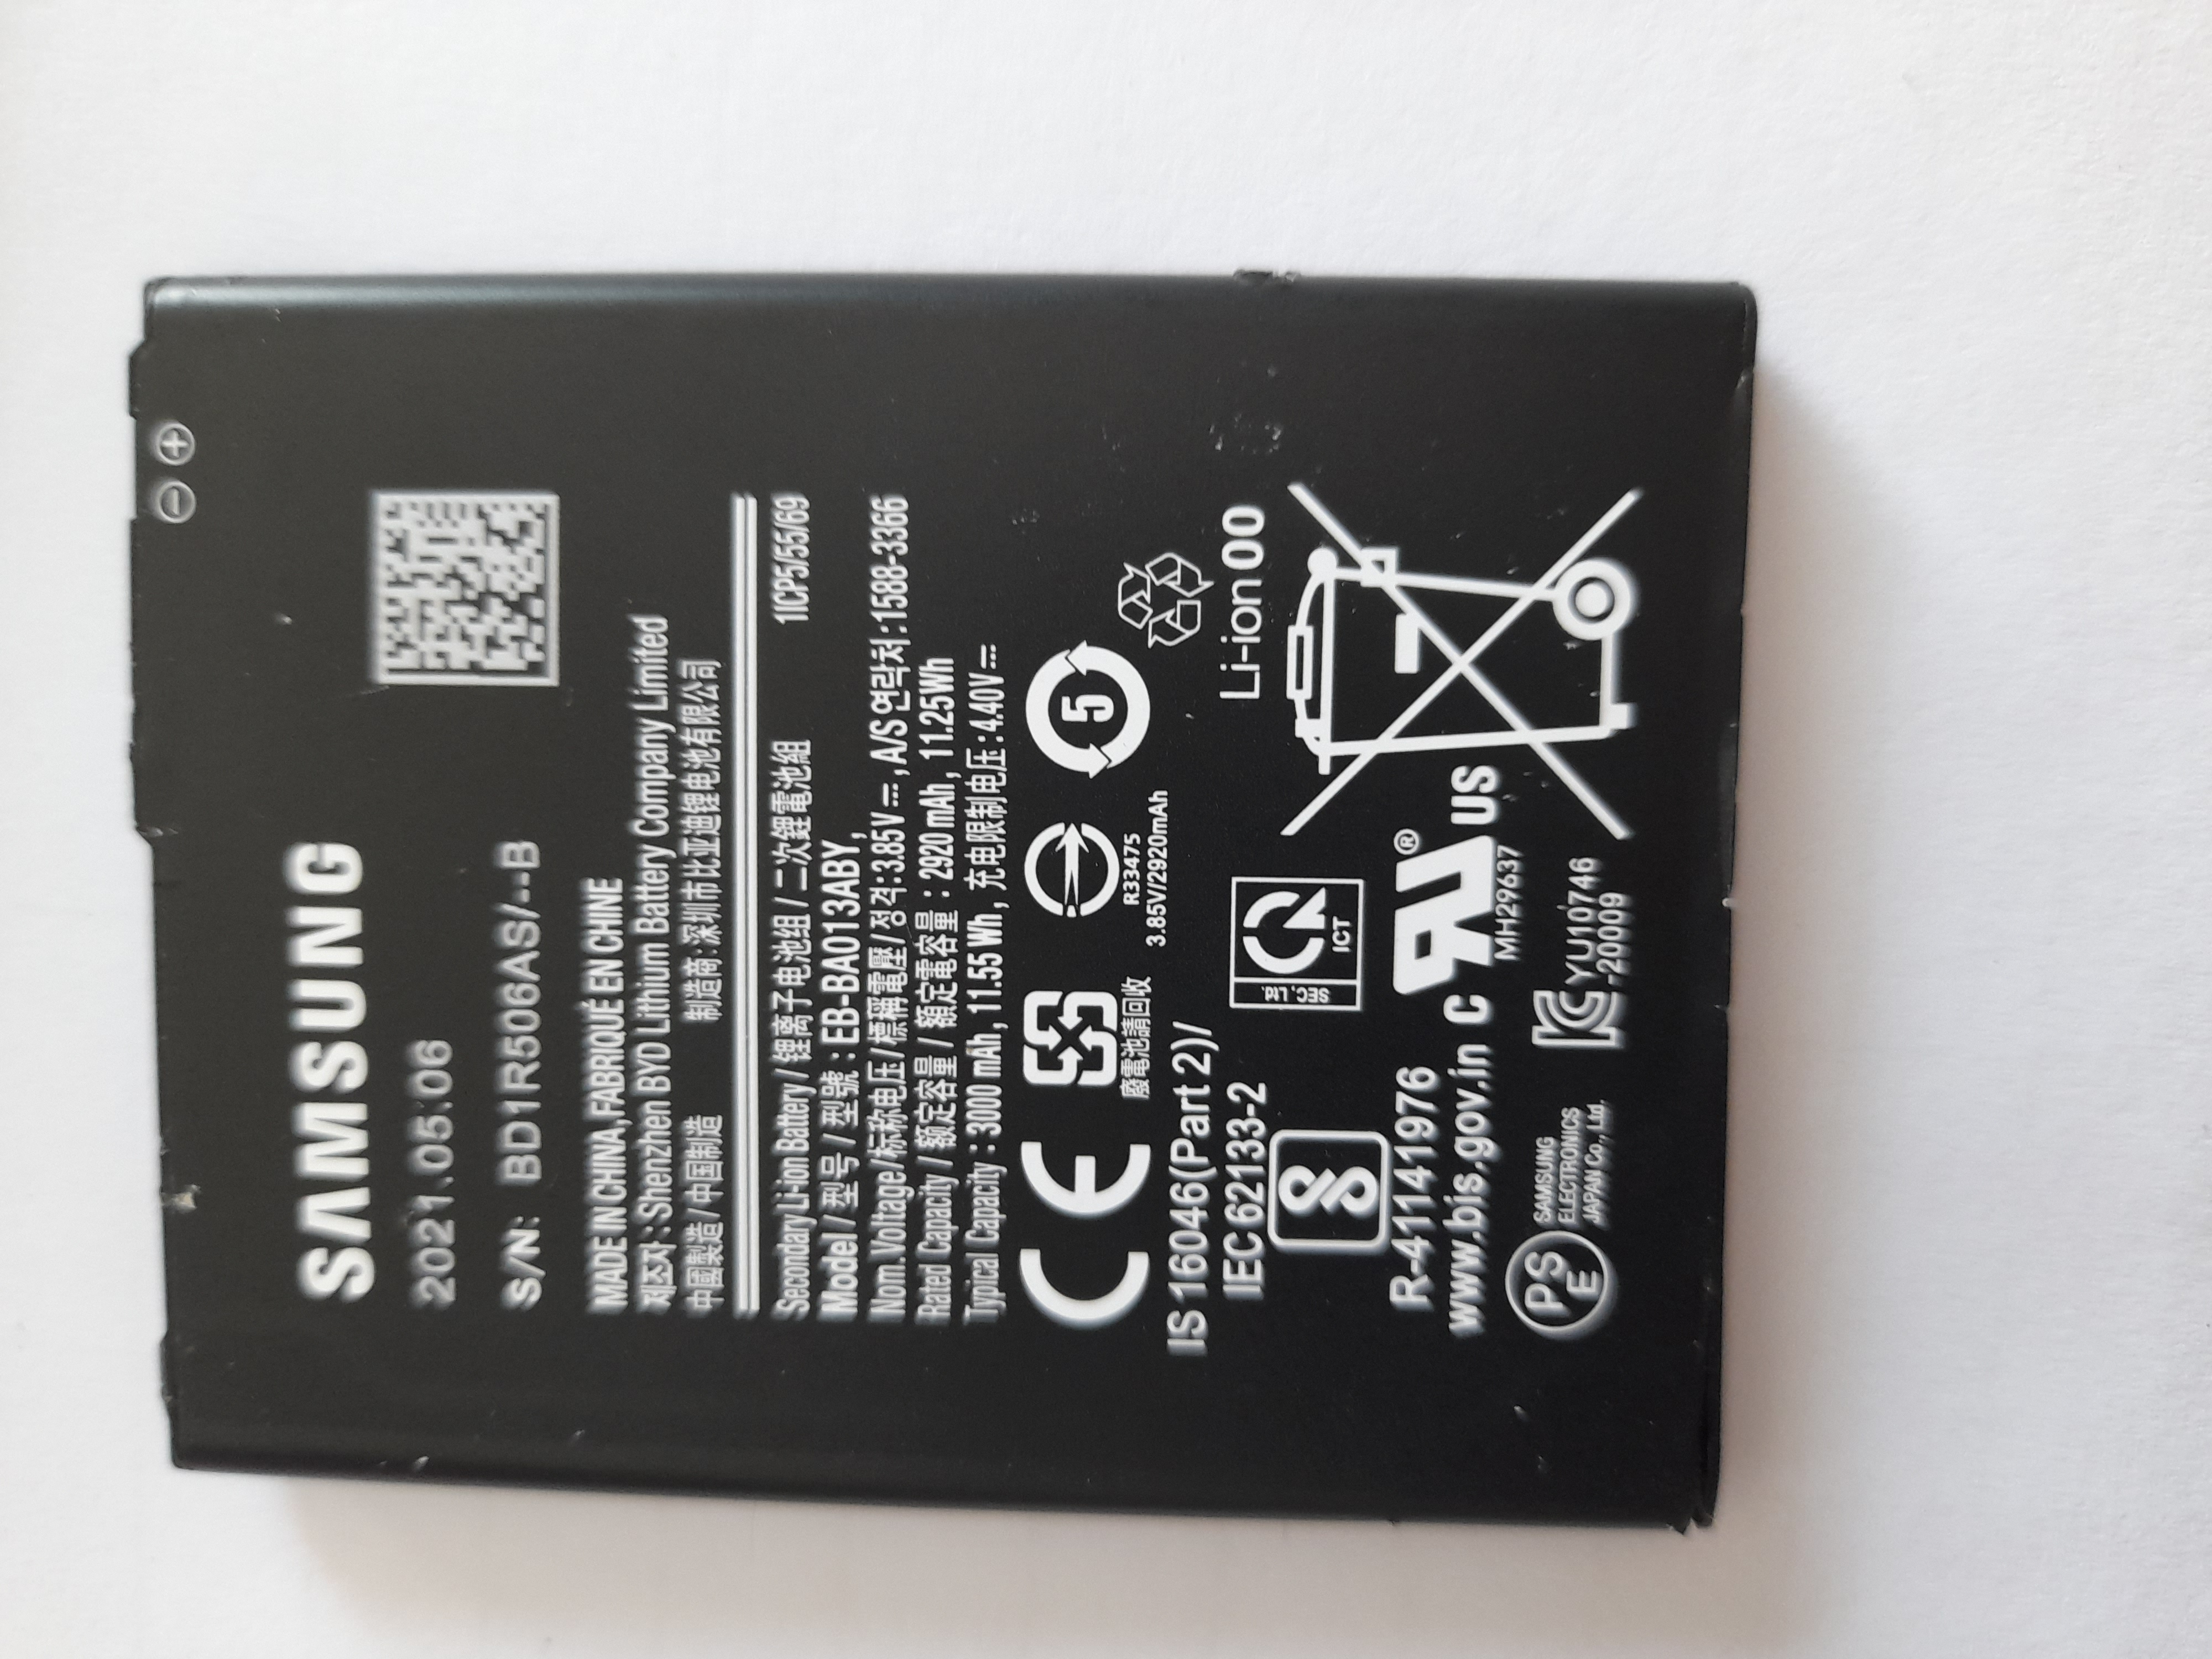 ⊖ ⊕
SAMSUNG
2021.05.06
S/N: BD1R506AS/--B
MADE IN CHINA, FABRIQUÉ EN CHINE
제조자 : Shenzhen BYD Lithium Battery Company Limited
中國製造 / 中国制造 制造商: 深圳市比亚迪锂电池有限公司
Secondary Li-ion Battery / 锂离子电池组 / 二次鋰電池組 1ICP5/55/69
Model / 型号 / 型號 : EB-BA013ABY,
Nom. Voltage / 标称电压 / 標稱電壓 / 정격:3.85V ⎓, A/S 연락처:1588-3366
Rated Capacity / 额定容量 / 額定電容量 : 2920 mAh, 11.25Wh
Typical Capacity : 3000 mAh, 11.55 Wh, 充电限制电压 : 4.40V ⎓
CE
廢電池請回收
R33475
3.85V/2920mAh
5
IS 16046(Part 2)/
IEC 62133-2
R-41141976
www.bis.gov.in
SEC, Ltd.
ICT
Li-ion 00
C RU® US
MH29637
PSE
SAMSUNG
ELECTRONICS
JAPAN Co., Ltd.
YU10746
-20009